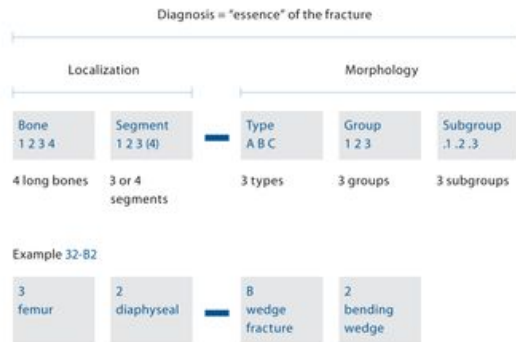 Diagnosis = "essence" of the fracture
Localization
Morphology
Bone
1 2 3 4
Segment
1 2 3 (4)
Type
A B C
Group
1 2 3
Subgroup
.1 .2 .3
4 long bones
3 or 4
segments
3 types
3 groups
3 subgroups
Example 32-B2
3
femur
2
diaphyseal
B
wedge
fracture
2
bending
wedge